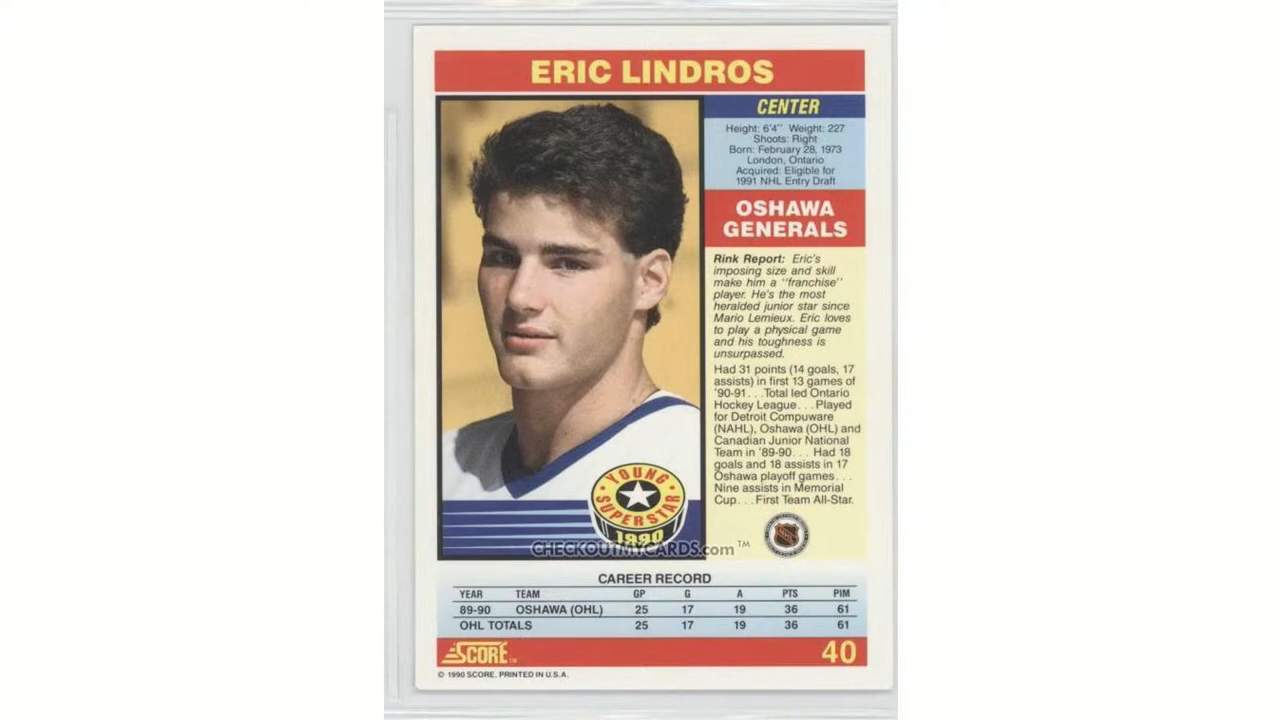 ERIC LINDROS
CENTER
Height: 6'4'' Weight: 227
Shoots: Right
Born: February 28, 1973
London, Ontario
Acquired: Eligible for
1991 NHL Entry Draft
OSHAWA
GENERALS
Rink Report: Eric's
imposing size and skill
make him a ''franchise''
player. He's the most
heralded junior star since
Mario Lemieux. Eric loves
to play a physical game
and his toughness is
unsurpassed.
Had 31 points (14 goals, 17
assists) in first 13 games of
'90-91. . .Total led Ontario
Hockey League. . .Played
for Detroit Compuware
(NAHL), Oshawa (OHL) and
Canadian Junior National
Team in '89-90. . . Had 18
goals and 18 assists in 17
Oshawa playoff games. . .
Nine assists in Memorial
Cup. . .First Team All-Star.
YOUNG
SUPERSTAR
1990
CHECKOUTMYCARDS.com
TM
CAREER RECORD
YEAR TEAM GP G A PTS PIM
89-90 OSHAWA (OHL) 25 17 19 36 61
OHL TOTALS 25 17 19 36 61
SCORE TM 40
© 1990 SCORE. PRINTED IN U.S.A.